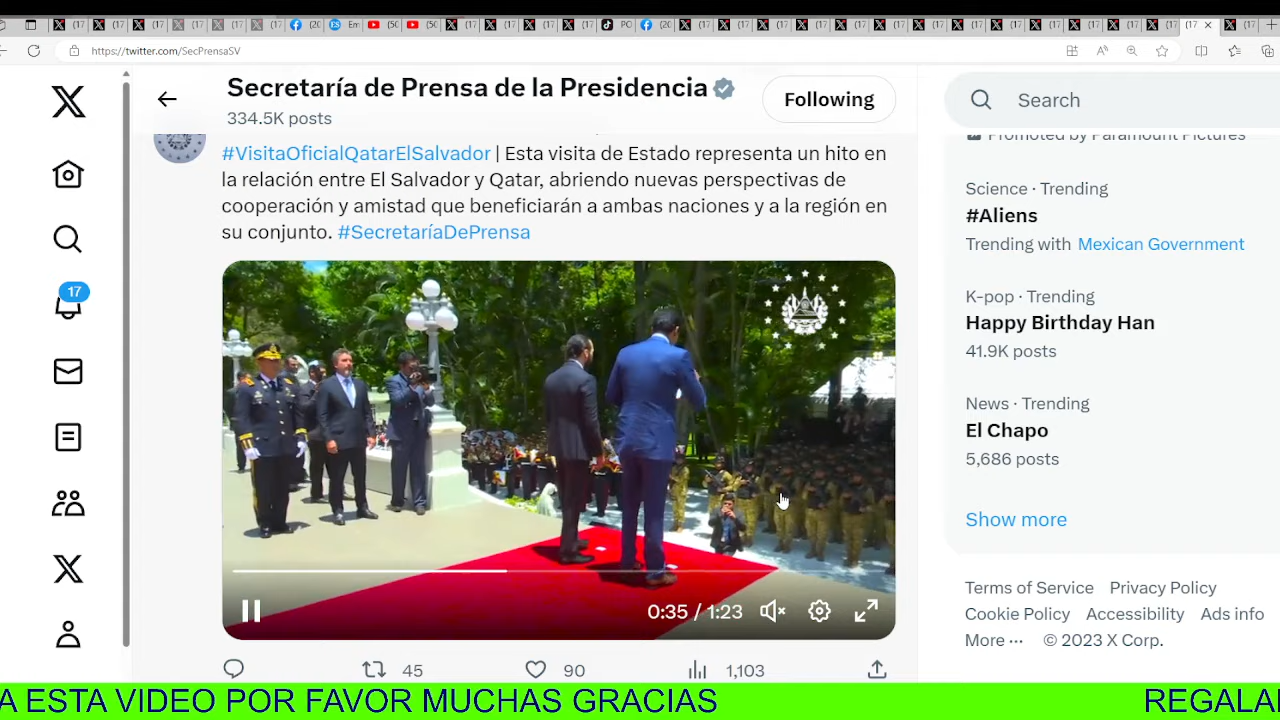 https://twitter.com/SecPrensaSV
Secretaría de Prensa de la Presidencia
334.5K posts
Following
Search
17
#VisitaOficialQatarElSalvador | Esta visita de Estado representa un hito en
la relación entre El Salvador y Qatar, abriendo nuevas perspectivas de
cooperación y amistad que beneficiarán a ambas naciones y a la región en
su conjunto. #SecretaríaDePrensa
0:35 / 1:23
45
90
1,103
Promoted by Paramount Pictures
Science · Trending
#Aliens
Trending with Mexican Government
K-pop · Trending
Happy Birthday Han
41.9K posts
News · Trending
El Chapo
5,686 posts
Show more
Terms of Service Privacy Policy
Cookie Policy Accessibility Ads info
More ··· © 2023 X Corp.
A ESTA VIDEO POR FAVOR MUCHAS GRACIAS
REGALA